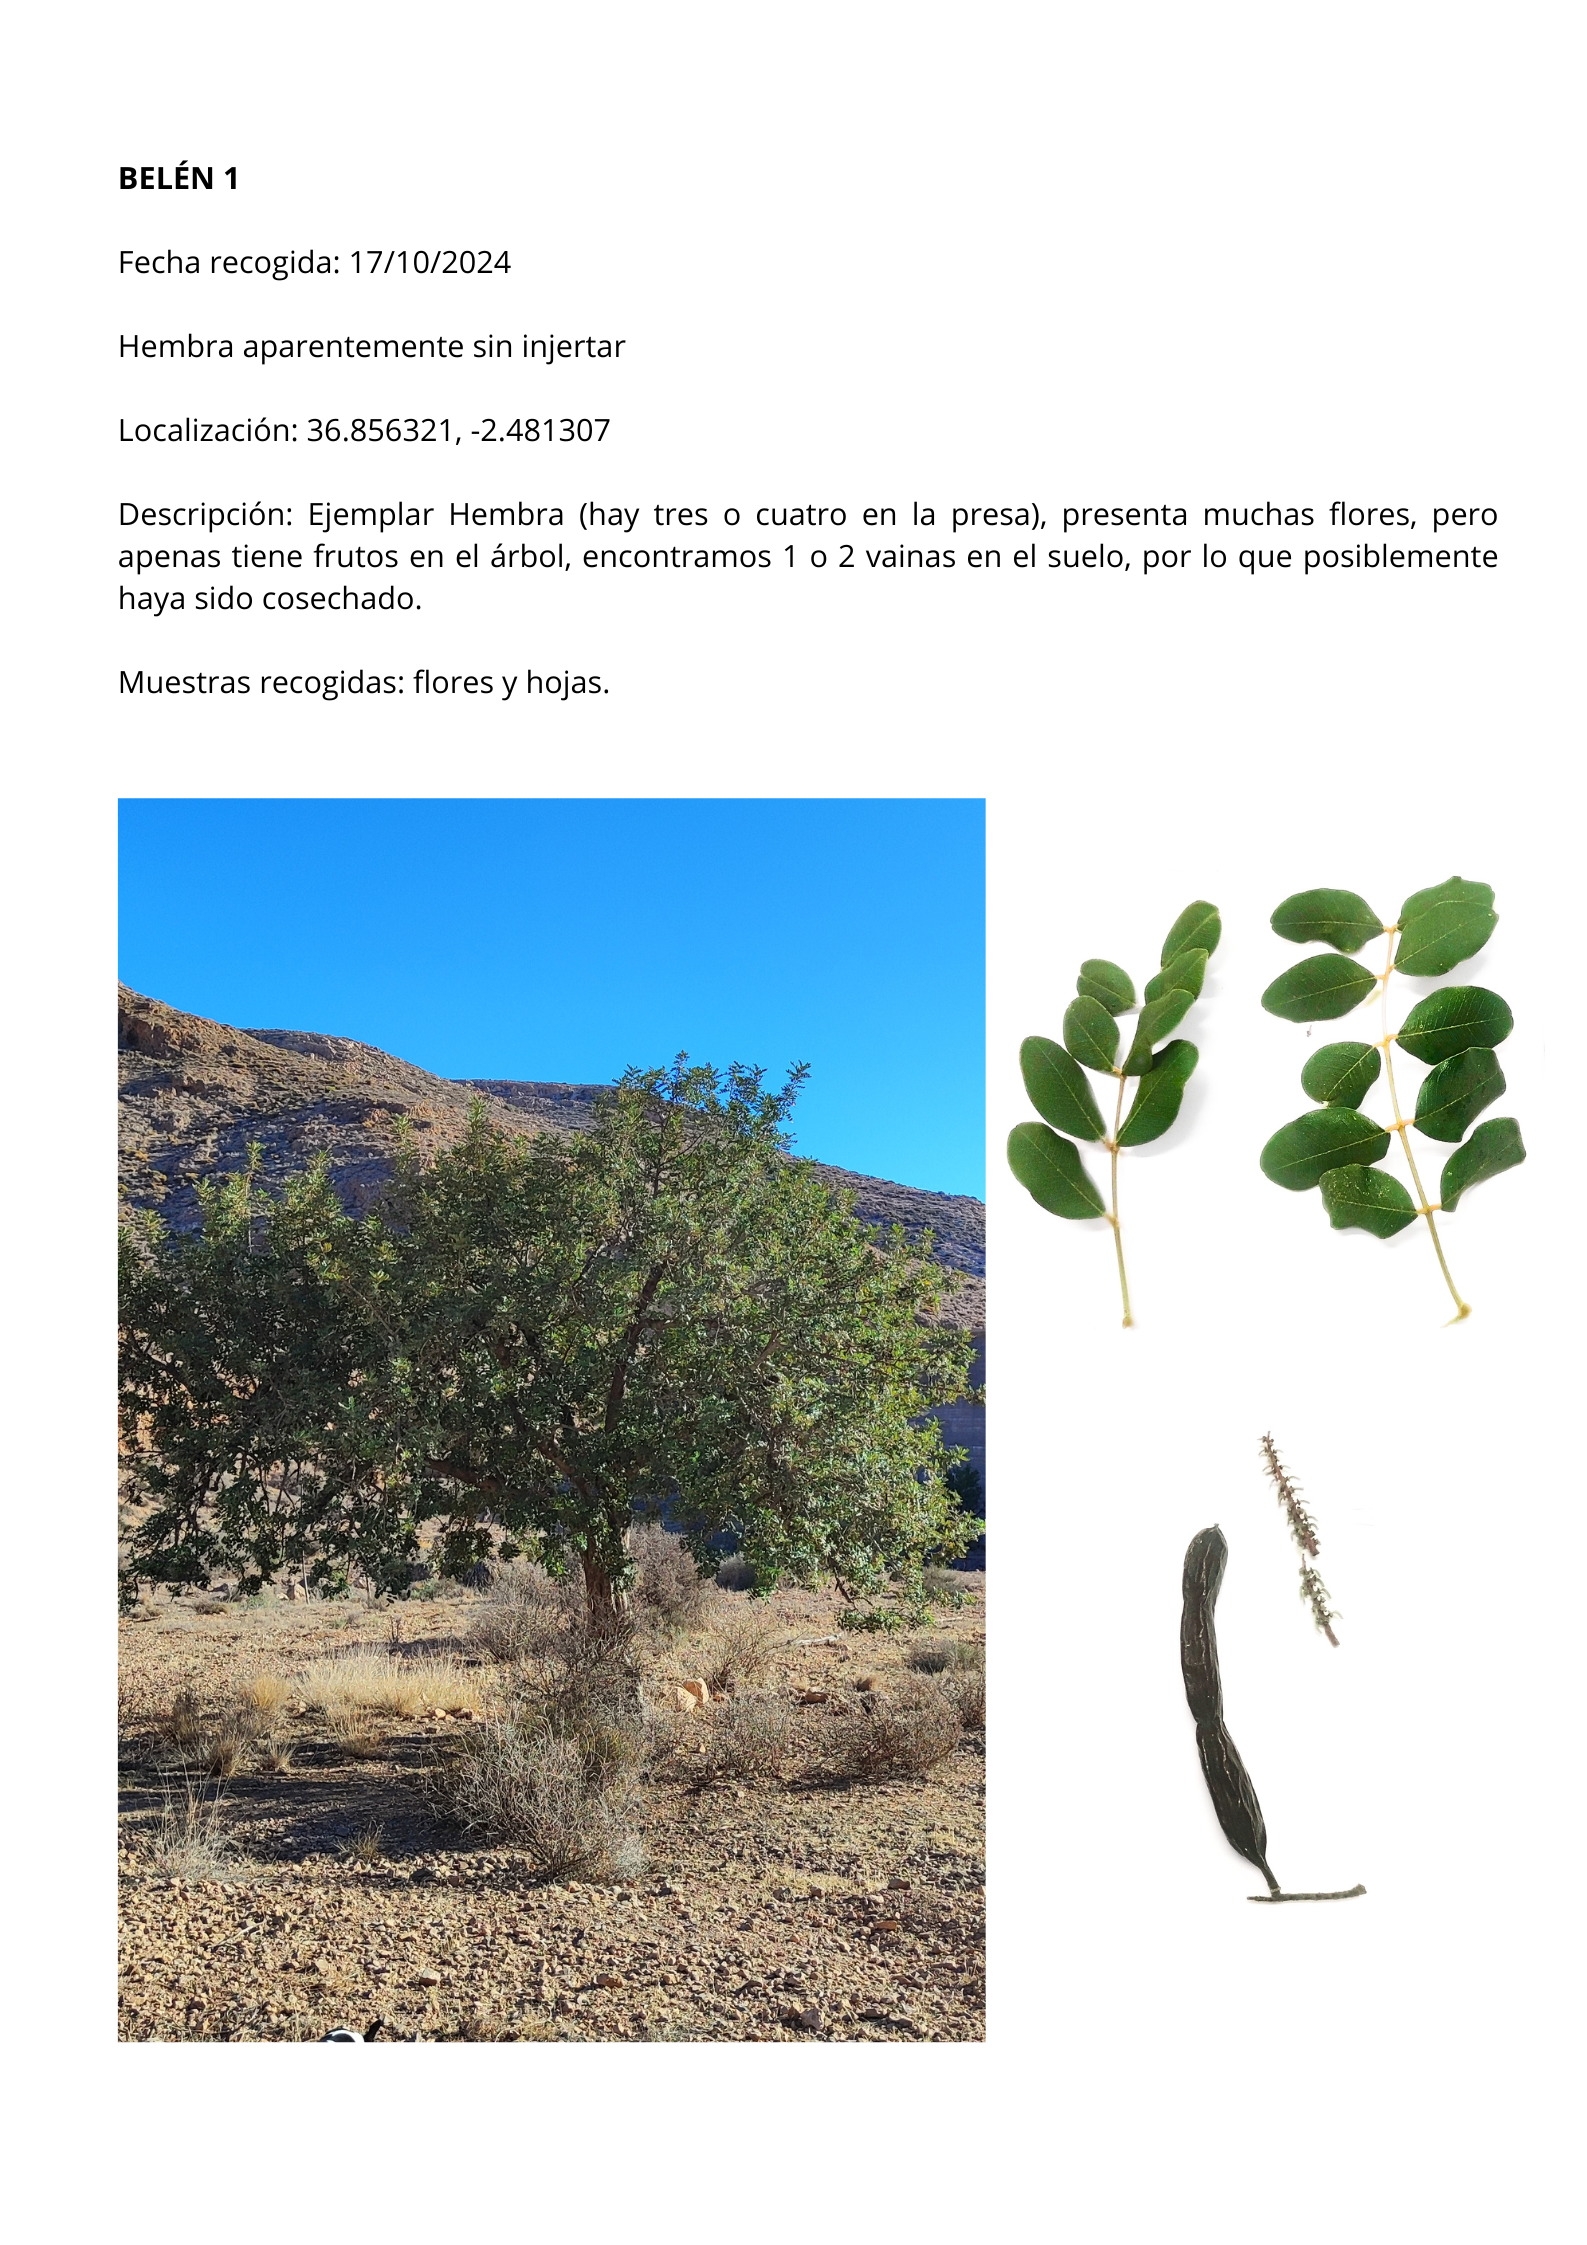 BELÉN 1
Fecha recogida: 17/10/2024
Hembra aparentemente sin injertar
Localización: 36.856321, -2.481307
Descripción: Ejemplar Hembra (hay tres o cuatro en la presa), presenta muchas flores, pero
apenas tiene frutos en el árbol, encontramos 1 o 2 vainas en el suelo, por lo que posiblemente
haya sido cosechado.
Muestras recogidas: flores y hojas.